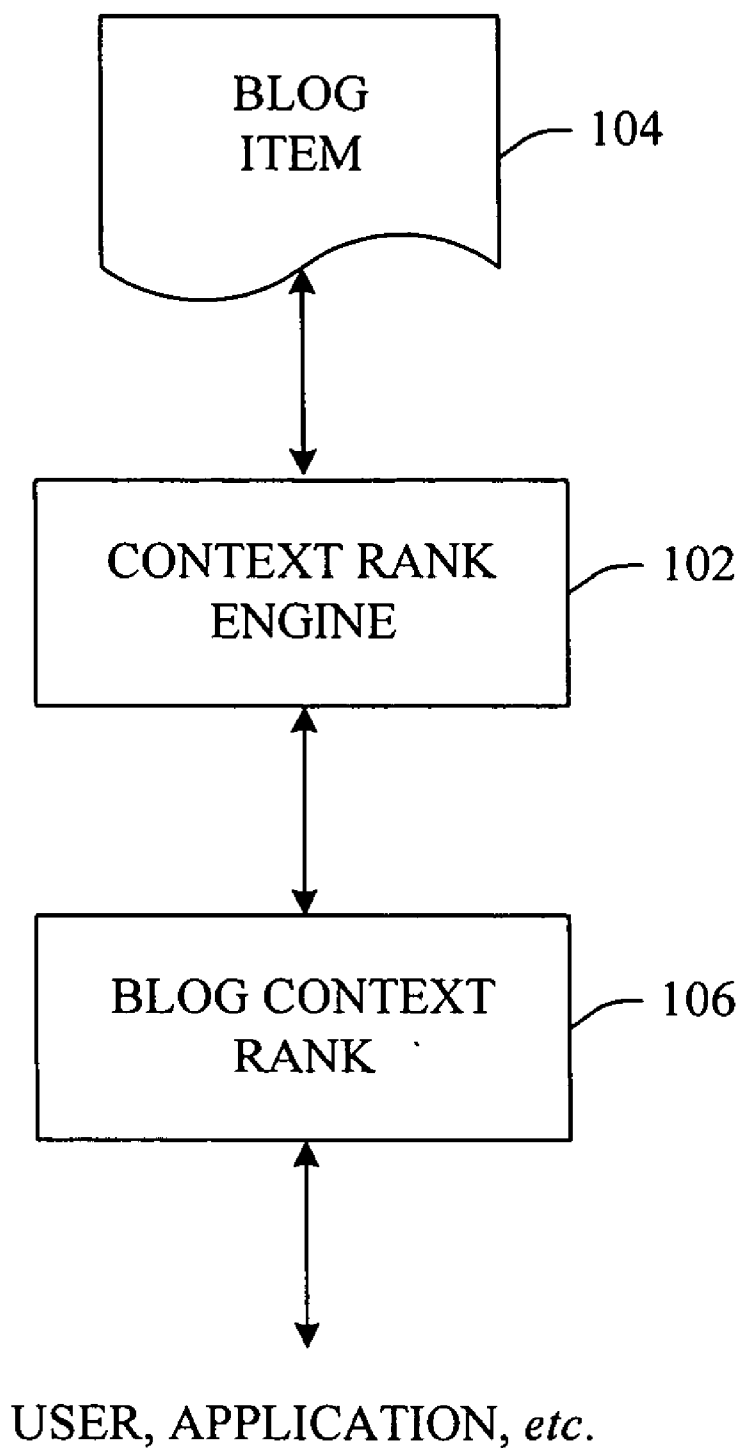 BLOG
ITEM
104
CONTEXT RANK
ENGINE
102
BLOG CONTEXT
RANK
106
USER, APPLICATION, etc.